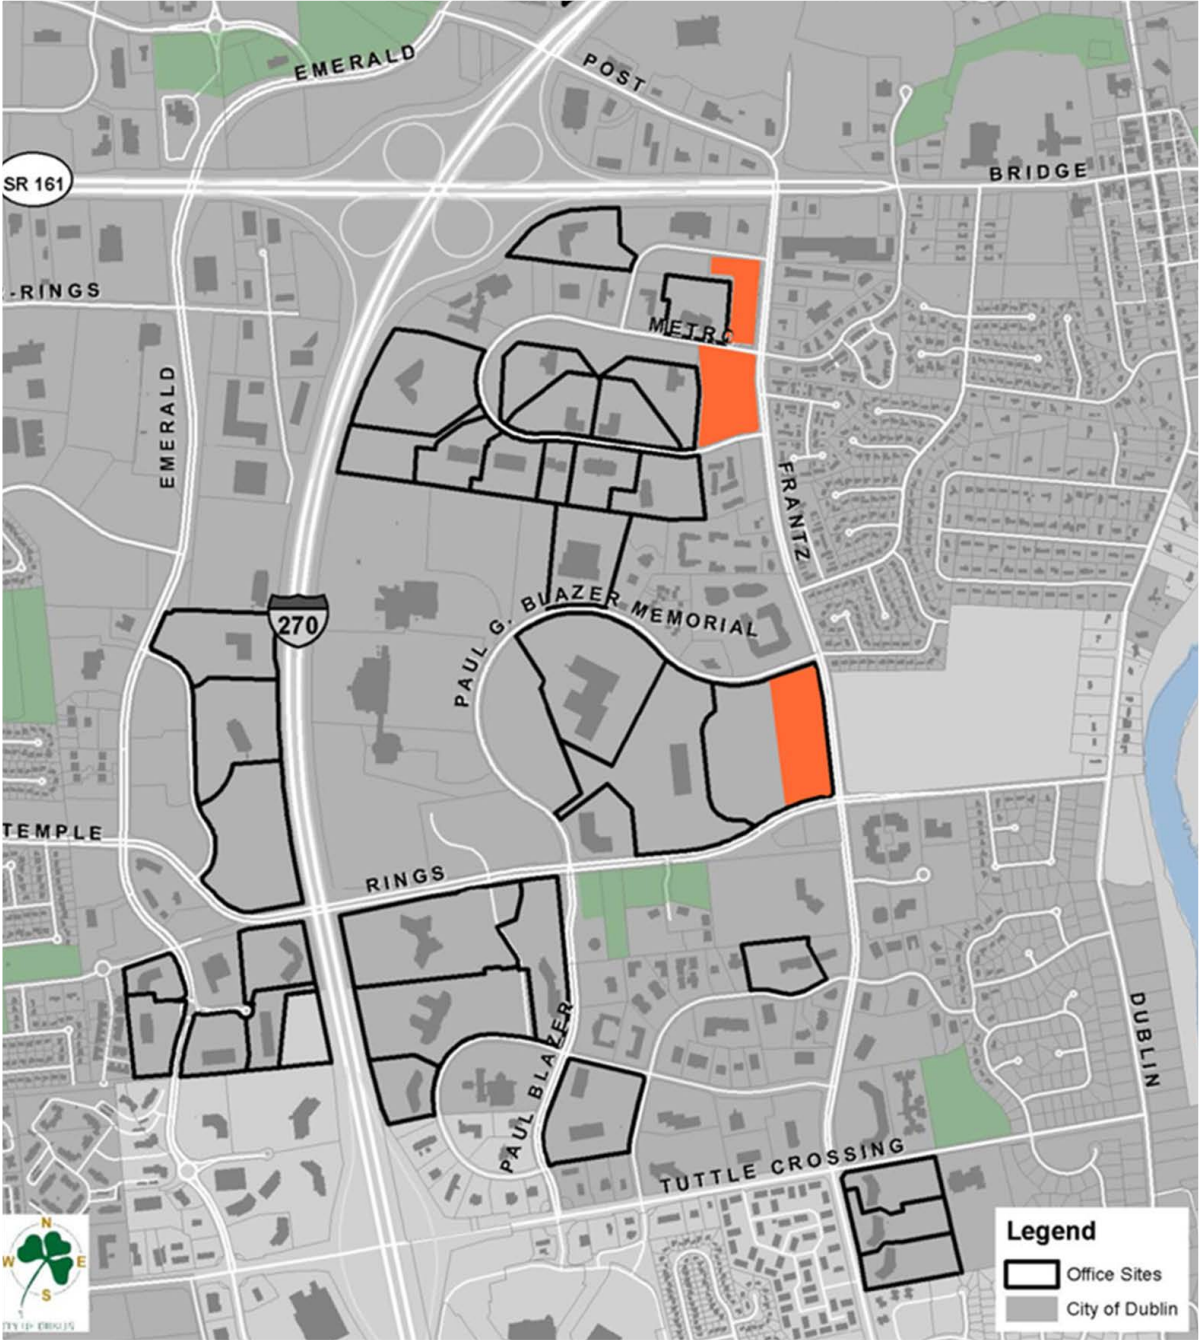 EMERALD
POST
SR 161
BRIDGE
-RINGS
METRO
EMERALD
FRANTZ
270
PAUL G. BLAZER MEMORIAL
TEMPLE
RINGS
DUBLIN
PAUL BLAZER
TUTTLE CROSSING
N
W
E
S
Legend
Office Sites
City of Dublin